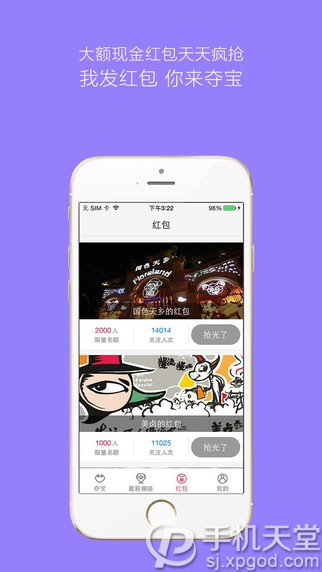 大额现金红包天天疯抢
我发红包 你来夺宝
无 SIM 卡
下午3:22
98%
红包
国色天乡
Floraland
国色天乡的红包
2000人
14014
抢光了
限量名额
关注人次
Garden
Special
美卤的红包
1000人
11025
抢光了
限量名额
关注人次
夺宝
最新揭晓
红包
我的
手机天堂
sj.xpgod.com